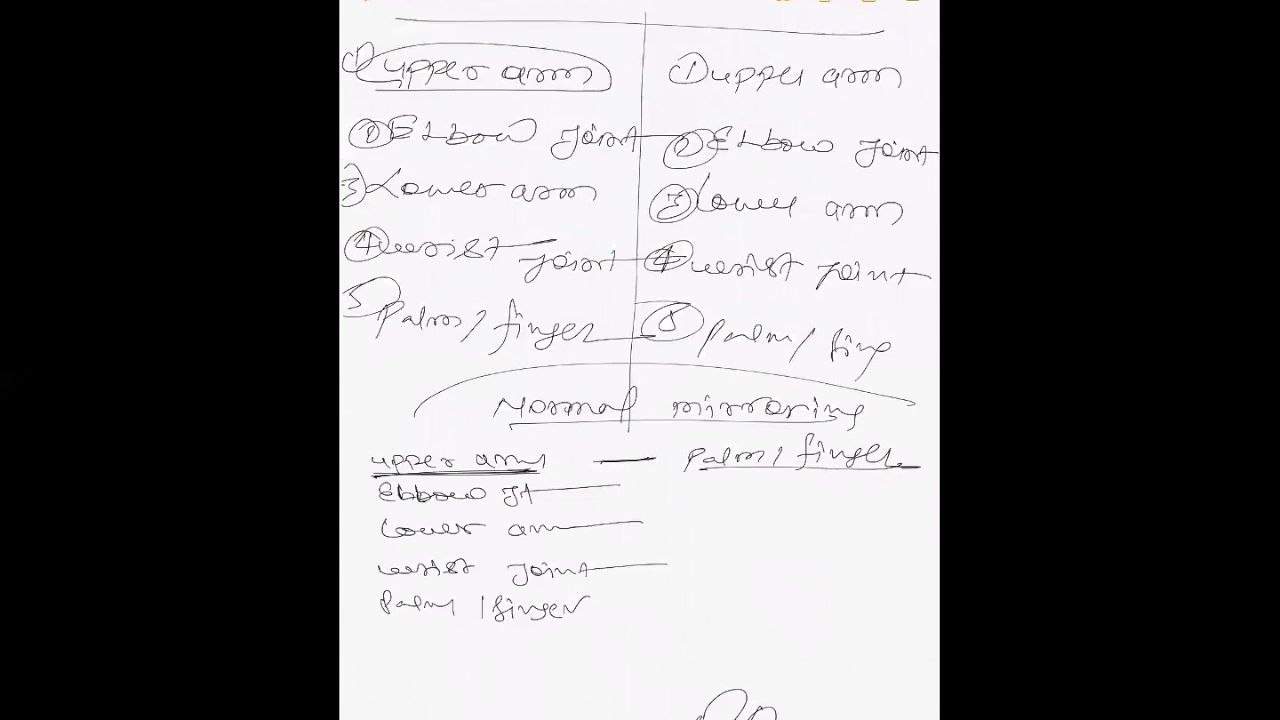 ① upper arm ① upper arm
② Elbow Joint ② Elbow Joint
③ Lower arm ③ Lower arm
④ wrist Joint ④ wrist joint
⑤ Palm/finger ⑤ palm/fing
Normal mirroring
upper arm — palm/finger
Elbow Jt —
Lower arm —
wrist joint —
Palm/finger